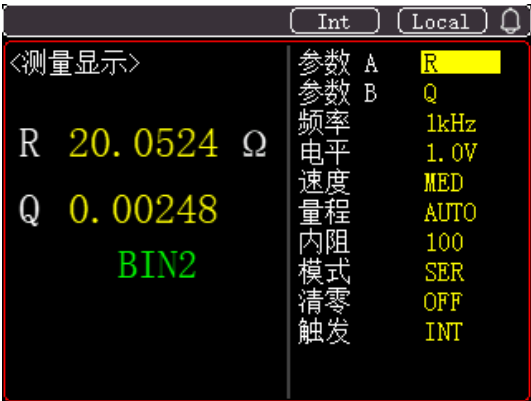 Int Local
<测量显示>
R 20.0524 Ω
Q 0.00248
BIN2
参数 A R
参数 B Q
频率 1kHz
电平 1.0V
速度 MED
量程 AUTO
内阻 100
模式 SER
清零 OFF
触发 INT